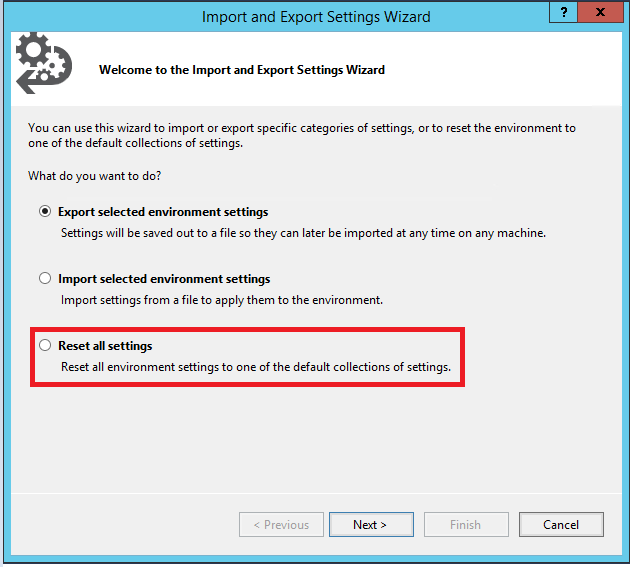 Import and Export Settings Wizard
? X
Welcome to the Import and Export Settings Wizard
You can use this wizard to import or export specific categories of settings, or to reset the environment to
one of the default collections of settings.
What do you want to do?
Export selected environment settings
Settings will be saved out to a file so they can later be imported at any time on any machine.
Import selected environment settings
Import settings from a file to apply them to the environment.
Reset all settings
Reset all environment settings to one of the default collections of settings.
< Previous Next > Finish Cancel